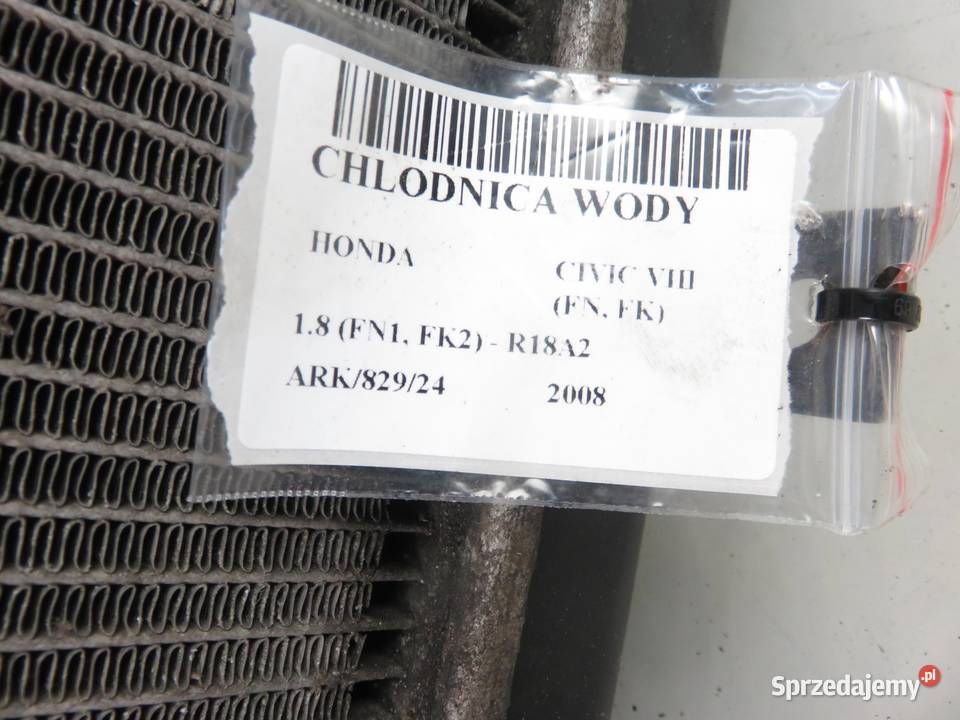 CHLODNICA WODY
HONDA
CIVIC VIII
(FN, FK)
1.8 (FN1, FK2) - R18A2
ARK/829/24
2008
Sprzedajemy.pl